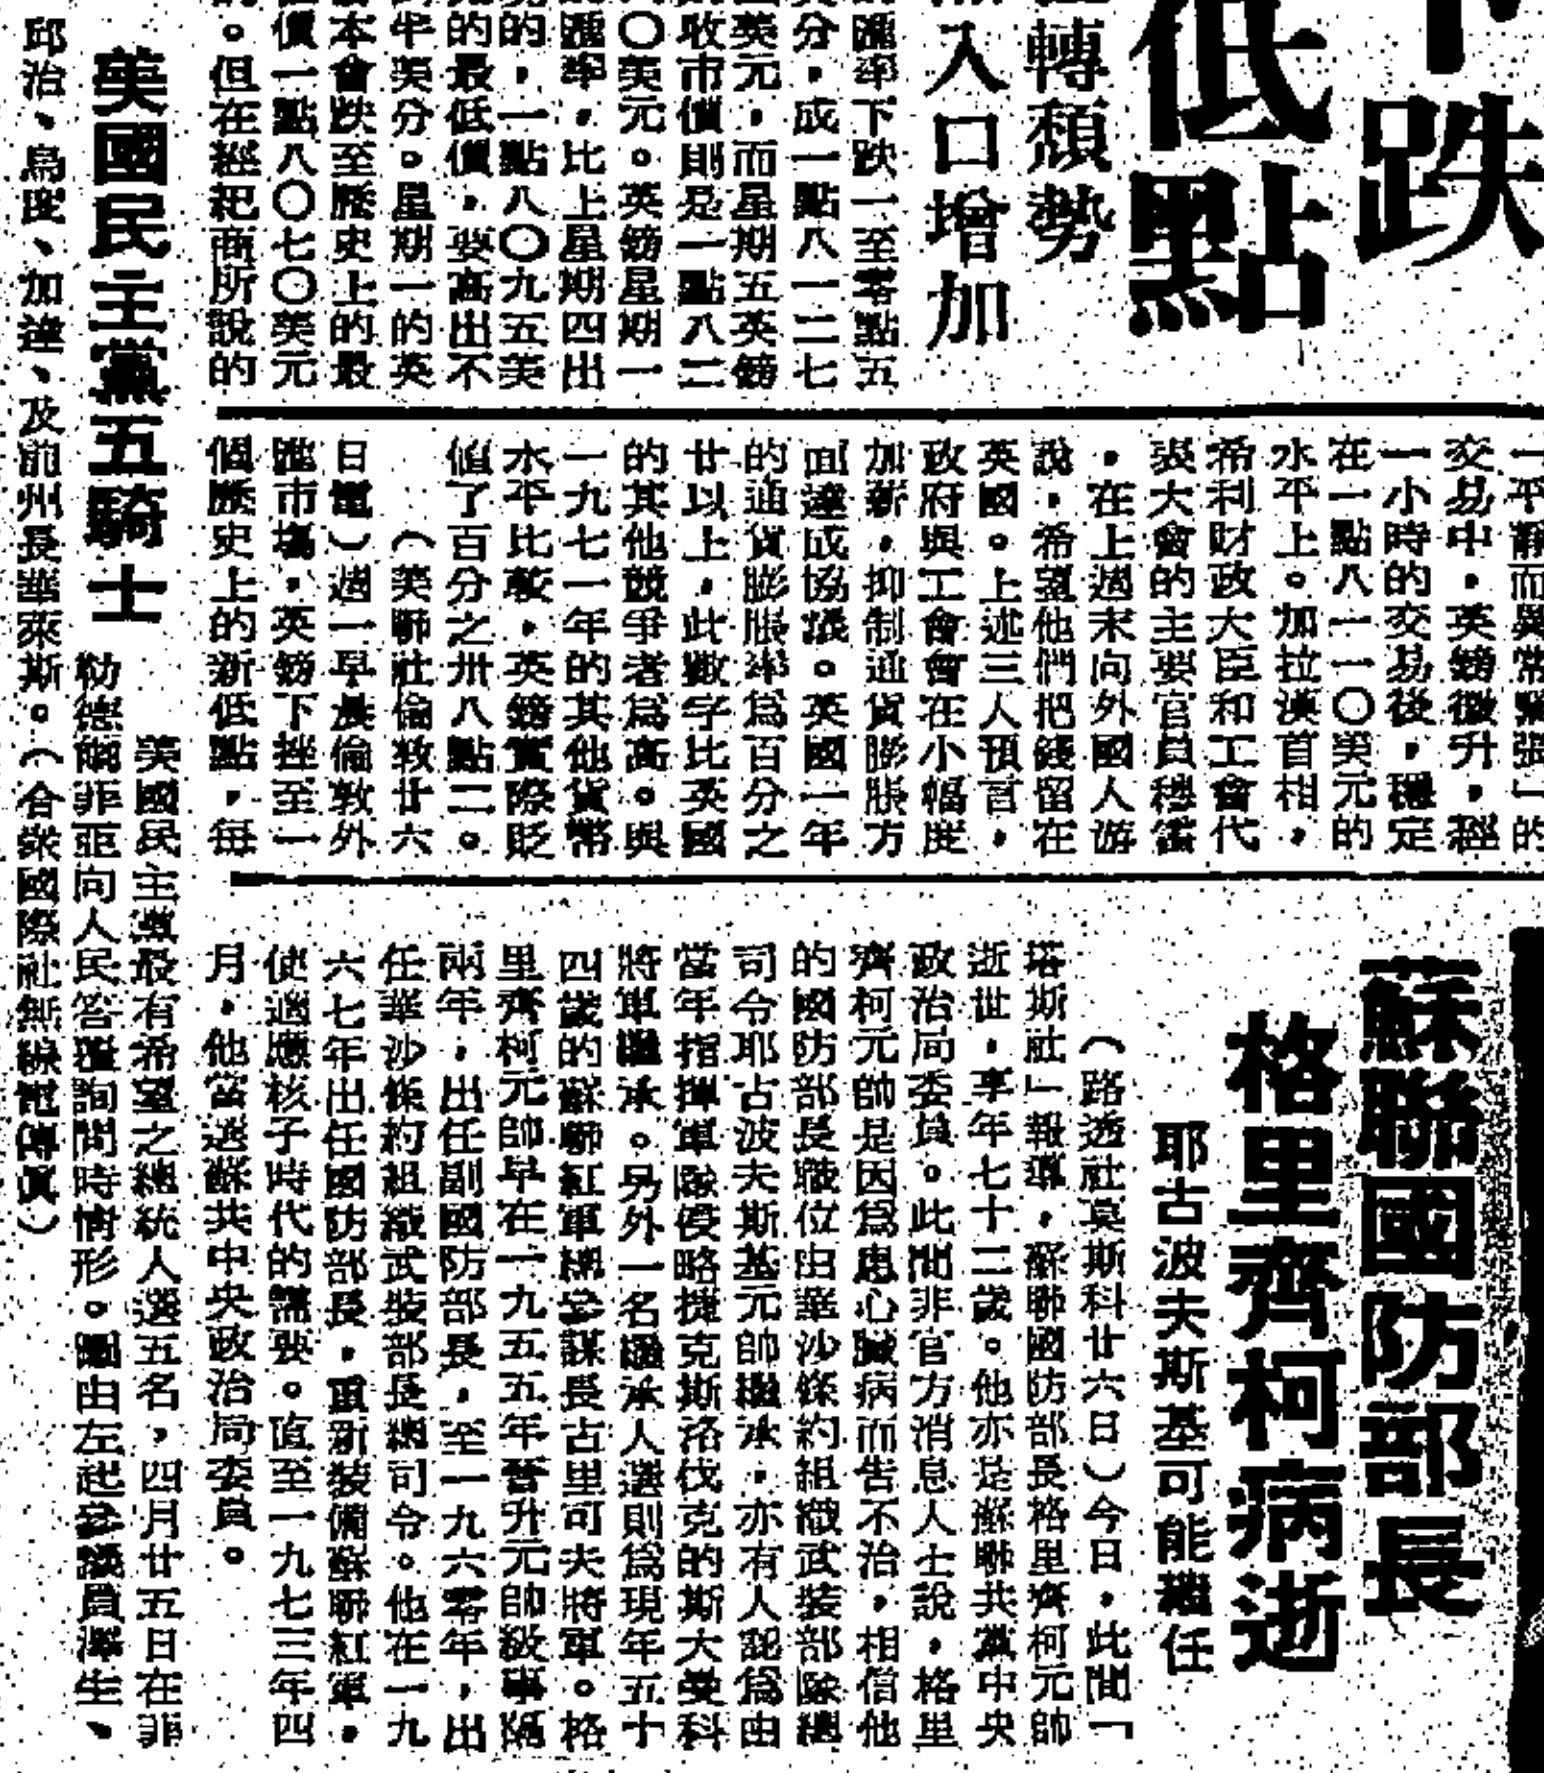 跌
低點
轉頹勢
入口增加
匯率下跌一至零點五
分，成一點八一二七
美元，而星期五英鎊
收市價則是一點八二
〇美元。英鎊星期一
匯率，比上星期四出
的，一點八〇九五美
的最低價，要高出不
半美分。星期一的英
本會跌至歷史上的最
價一點八〇七〇美元
。但在經紀商所說的
一平靜而異常緊張」的
交易中，英鎊微升，經
一小時的交易後，穩定
在一點八一一〇美元的
水平上。加拉漢首相，
希利財政大臣和工會代
表大會的主要官員穆雷
，在上週末向外國人游
說，希望他們把錢留在
英國。上述三人預言，
政府與工會會在小幅度
加薪，抑制通貨膨脹方
面達成協議。英國一年
的通貨膨脹率爲百分之
廿以上，此數字比英國
的其他競爭者爲高。與
一九七一年的其他貨幣
水平比較，英鎊實際貶
值了百分之卅八點二。
（美聯社倫敦廿六
日電）週一早晨倫敦外
匯市場，英鎊下挫至一
個歷史上的新低點，每
蘇聯國防部長
格里齊柯病逝
耶古波夫斯基可能繼任
（路透社莫斯科廿六日）今日，此間「
塔斯社」報導，蘇聯國防部長格里齊柯元帥
逝世，享年七十二歲。他亦是蘇聯共黨中央
政治局委員。此間非官方消息人士說，格里
齊柯元帥是因爲患心臟病而告不治，相信他
的國防部長職位由華沙條約組織武裝部隊總
司令耶古波夫斯基元帥繼承，亦有人認爲由
當年指揮軍隊侵略捷克斯洛伐克的斯大曼科
將軍繼承。另外一名繼承人選則爲現年五十
四歲的蘇聯紅軍總參謀長古里可夫將軍。格
里齊柯元帥早在一九五五年晉升元帥級事隔
兩年，出任副國防部長，至一九六零年，出
任華沙條約組織武裝部長總司令。他在一九
六七年出任國防部長，重新裝備蘇聯紅軍，
使適應核子時代的需要。直至一九七三年四
月，他當選蘇共中央政治局委員。
美國民主黨五騎士
美國民主黨最有希望之總統人選五名，四月廿五日在菲
勒德爾菲亞向人民答覆詢問時情形。圖由左起參議員澤生、
邱治、烏度、加達、及前州長華萊斯。（合衆國際社無線電傳眞）